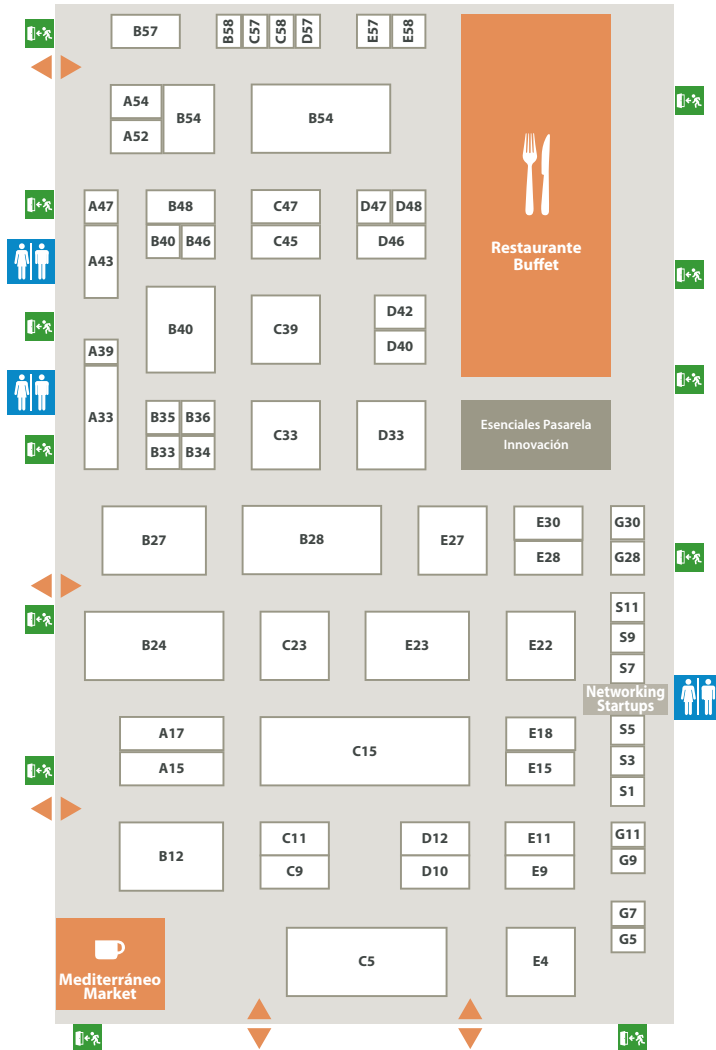 B57
B58
C57
C58
D57
E57
E58
A54
A52
B54
B54
Restaurante
Buffet
A47
A43
B48
B40
B46
C47
C45
D47
D48
D46
B40
C39
D42
D40
A39
A33
B35
B36
B33
B34
C33
D33
Esenciales Pasarela
Innovación
B27
B28
E27
E30
E28
G30
G28
B24
C23
E23
E22
S11
S9
S7
Networking
Startups
S5
S3
S1
A17
A15
C15
E18
E15
B12
C11
C9
D12
D10
E11
E9
G11
G9
G7
G5
Mediterráneo
Market
C5
E4